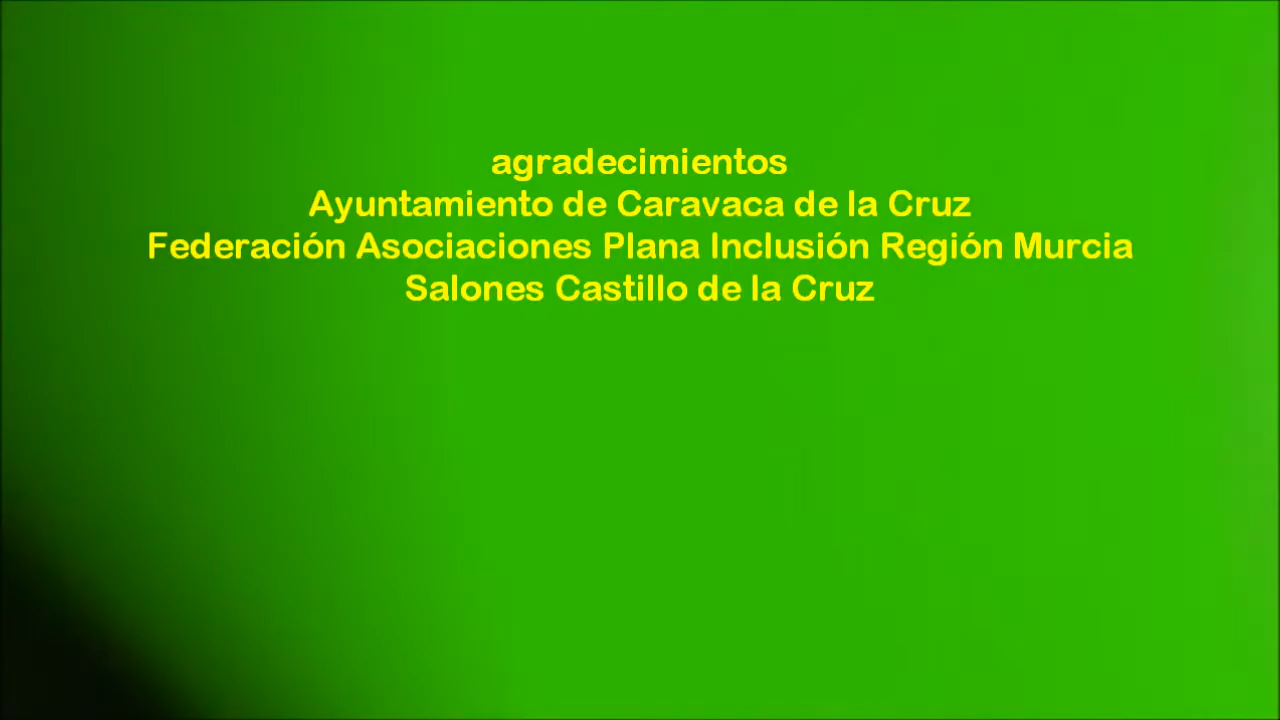 agradecimientos
Ayuntamiento de Caravaca de la Cruz
Federación Asociaciones Plana Inclusión Región Murcia
Salones Castillo de la Cruz